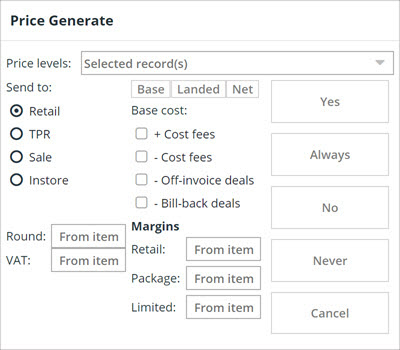 Price Generate
Price levels: Selected record(s)
Send to:
Retail
TPR
Sale
Instore
Round: From item
VAT: From item
Base Landed Net
Base cost:
+ Cost fees
- Cost fees
- Off-invoice deals
- Bill-back deals
Margins
Retail: From item
Package: From item
Limited: From item
Yes
Always
No
Never
Cancel